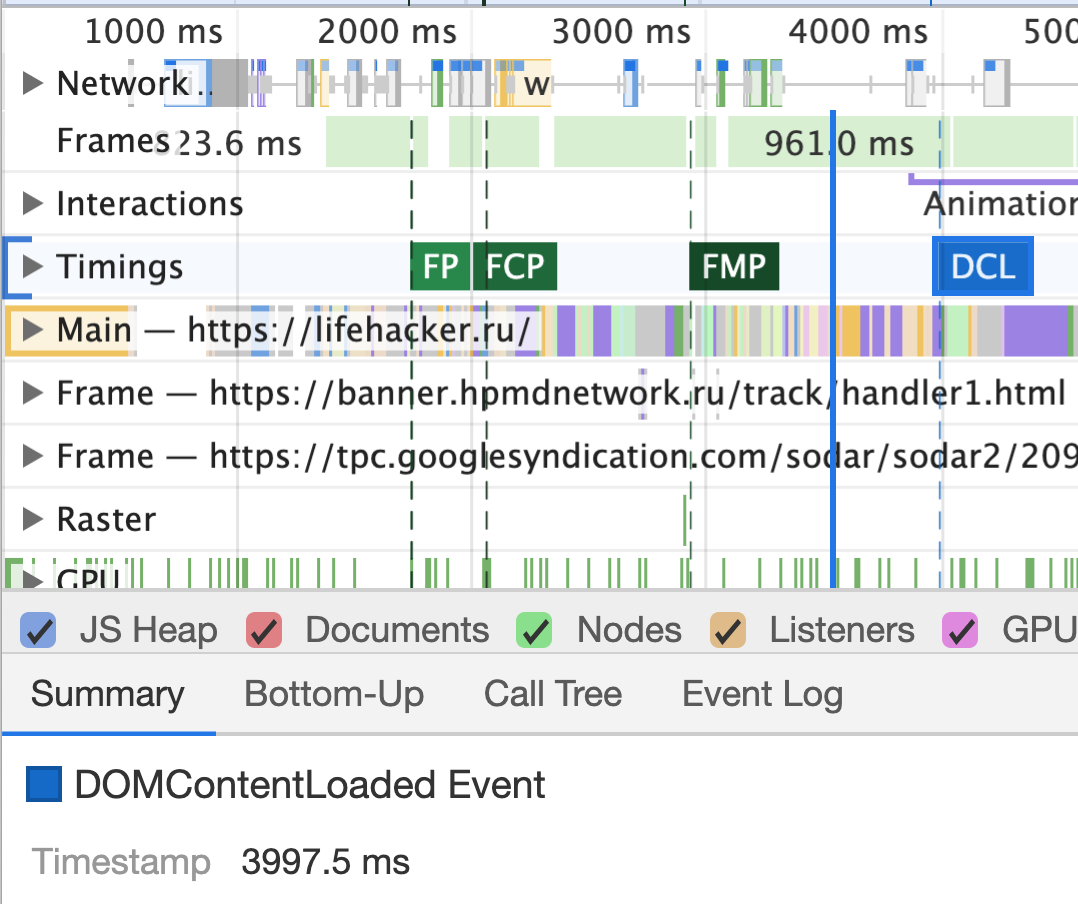 1000 ms 2000 ms 3000 ms 4000 ms 500
Network .. w
Frames 23.6 ms 961.0 ms
Interactions Animation
Timings FP FCP FMP DCL
Main — https://lifehacker.ru/
Frame — https://banner.hpmdnetwork.ru/track/handler1.html
Frame — https://tpc.googlesyndication.com/sodar/sodar2/209
Raster
GPU
JS Heap Documents Nodes Listeners GPU
Summary Bottom-Up Call Tree Event Log
DOMContentLoaded Event
Timestamp 3997.5 ms